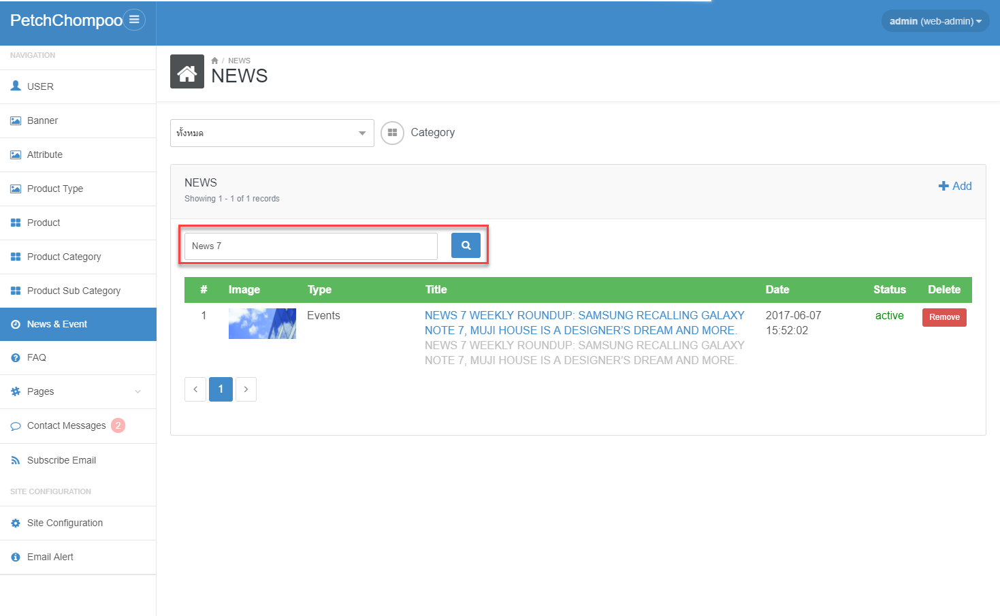 PetchChompoo
admin (web-admin)
NAVIGATION
USER
Banner
Attribute
Product Type
Product
Product Category
Product Sub Category
News & Event
FAQ
Pages
Contact Messages 2
Subscribe Email
SITE CONFIGURATION
Site Configuration
Email Alert
/ NEWS
NEWS
ทั้งหมด
Category
NEWS
Showing 1 - 1 of 1 records
Add
News 7
# Image Type Title Date Status Delete
1 Events NEWS 7 WEEKLY ROUNDUP: SAMSUNG RECALLING GALAXY 2017-06-07 active Remove
NOTE 7, MUJI HOUSE IS A DESIGNER’S DREAM AND MORE. 15:52:02
NEWS 7 WEEKLY ROUNDUP: SAMSUNG RECALLING GALAXY
NOTE 7, MUJI HOUSE IS A DESIGNER’S DREAM AND MORE.
‹ 1 ›